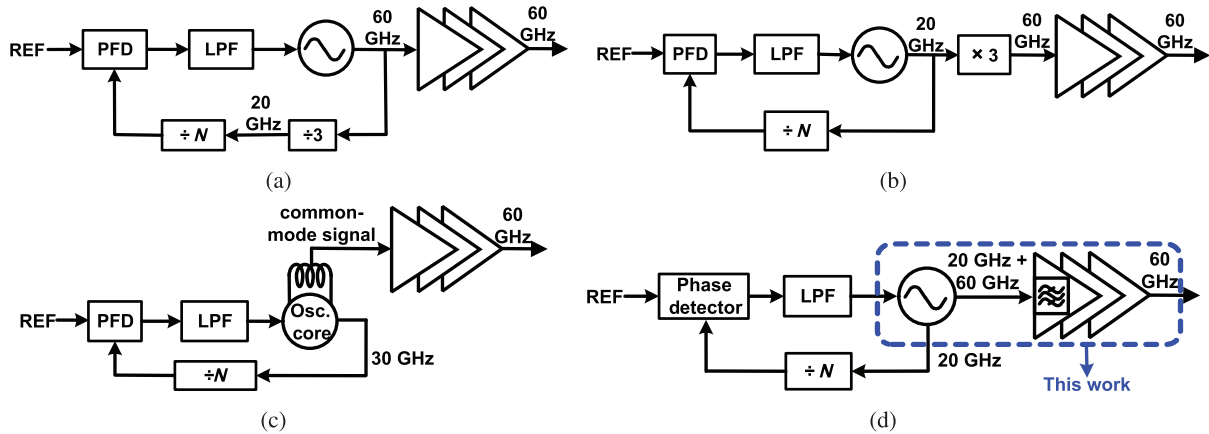 REF
PFD
LPF
60
GHz
60
GHz
20
GHz
÷ N
÷3
(a)
REF
PFD
LPF
20
GHz
× 3
60
GHz
60
GHz
÷ N
(b)
common-
mode signal
60
GHz
REF
PFD
LPF
Osc.
core
30 GHz
÷N
(c)
REF
Phase
detector
LPF
20 GHz +
60 GHz
60
GHz
20 GHz
÷ N
This work
(d)